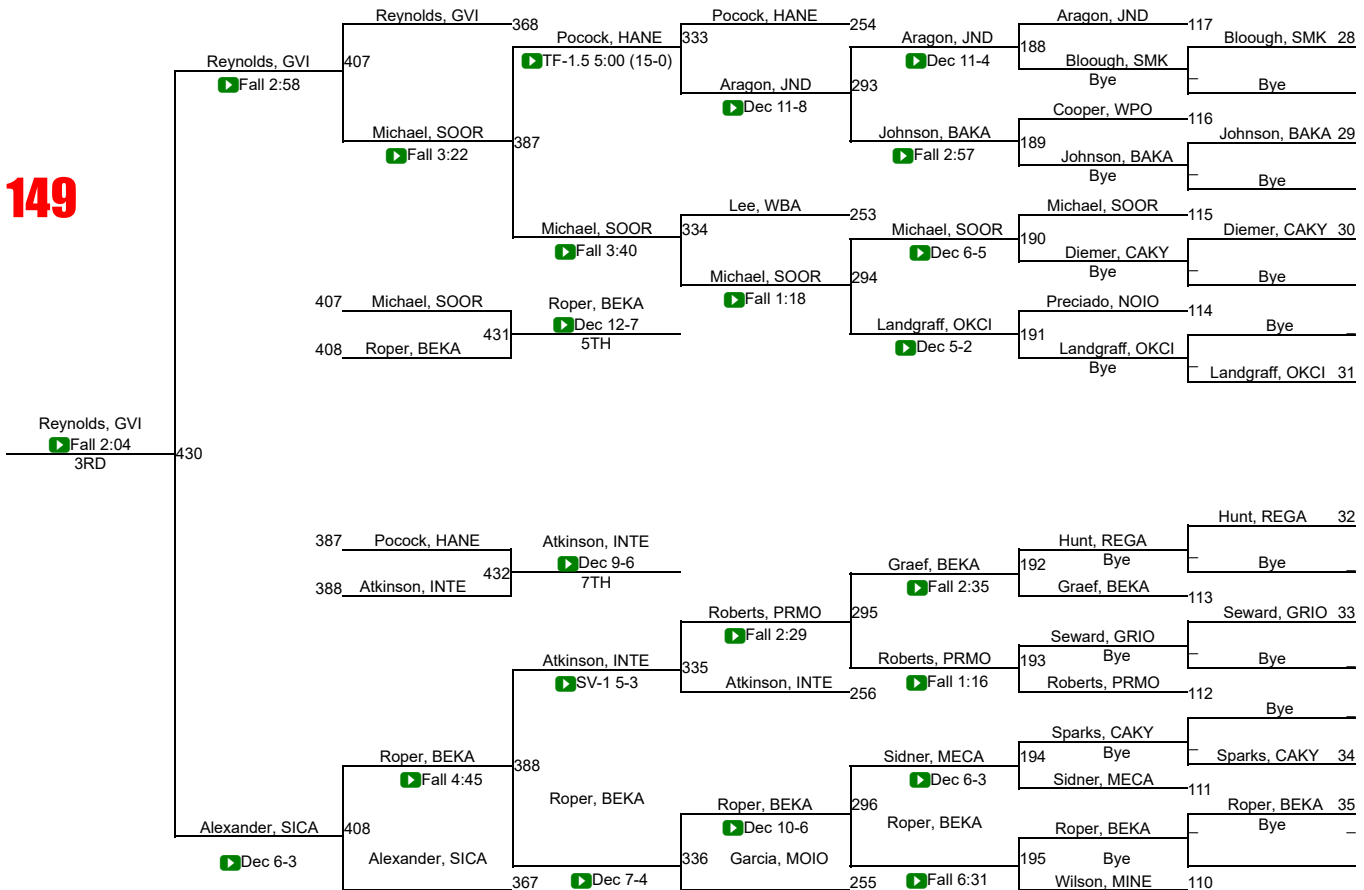 Reynolds, GVI 368 Pocock, HANE 254 Aragon, JND 117
Pocock, HANE 333 Aragon, JND 188 Bloough, SMK 28
TF-1.5 5:00 (15-0) Dec 11-4
Reynolds, GVI 407 Bloough, SMK
Fall 2:58 Aragon, JND 293 Bye _ Bye
Dec 11-8
Cooper, WPO 116
Michael, SOOR 387 Johnson, BAKA 189 Johnson, BAKA 29
Fall 3:22 Fall 2:57 Johnson, BAKA
Bye _ Bye
149
Lee, WBA 253 Michael, SOOR 115
Michael, SOOR 334 Michael, SOOR 190 Diemer, CAKY 30
Fall 3:40 Dec 6-5 Diemer, CAKY
Michael, SOOR 294 Bye _ Bye
Fall 1:18
407 Michael, SOOR Roper, BEKA Preciado, NOIO 114
Dec 12-7 Landgraff, OKCI 191 Bye _
408 Roper, BEKA 431 5TH Dec 5-2 Landgraff, OKCI
Bye _ Landgraff, OKCI 31
Reynolds, GVI
Fall 2:04
3RD 430
Hunt, REGA 32
387 Pocock, HANE Atkinson, INTE Hunt, REGA
Dec 9-6 Graef, BEKA 192 Bye _ Bye _
388 Atkinson, INTE 432 7TH Fall 2:35 Graef, BEKA 113
Roberts, PRMO 295 Seward, GRIO 33
Fall 2:29 Seward, GRIO
Atkinson, INTE 335 Roberts, PRMO 193 Bye _ Bye _
SV-1 5-3 Atkinson, INTE 256 Fall 1:16 Roberts, PRMO 112
Bye _
Roper, BEKA 388 Sidner, MECA 194 Sparks, CAKY
Fall 4:45 Dec 6-3 Bye _ Sparks, CAKY 34
Sidner, MECA 111
Roper, BEKA Roper, BEKA 296 Roper, BEKA 35
Alexander, SICA 408 Dec 10-6 Roper, BEKA Roper, BEKA _ Bye _
Dec 6-3 Alexander, SICA 336 Garcia, MOIO 195 Bye
367 Dec 7-4 255 Fall 6:31 Wilson, MINE 110